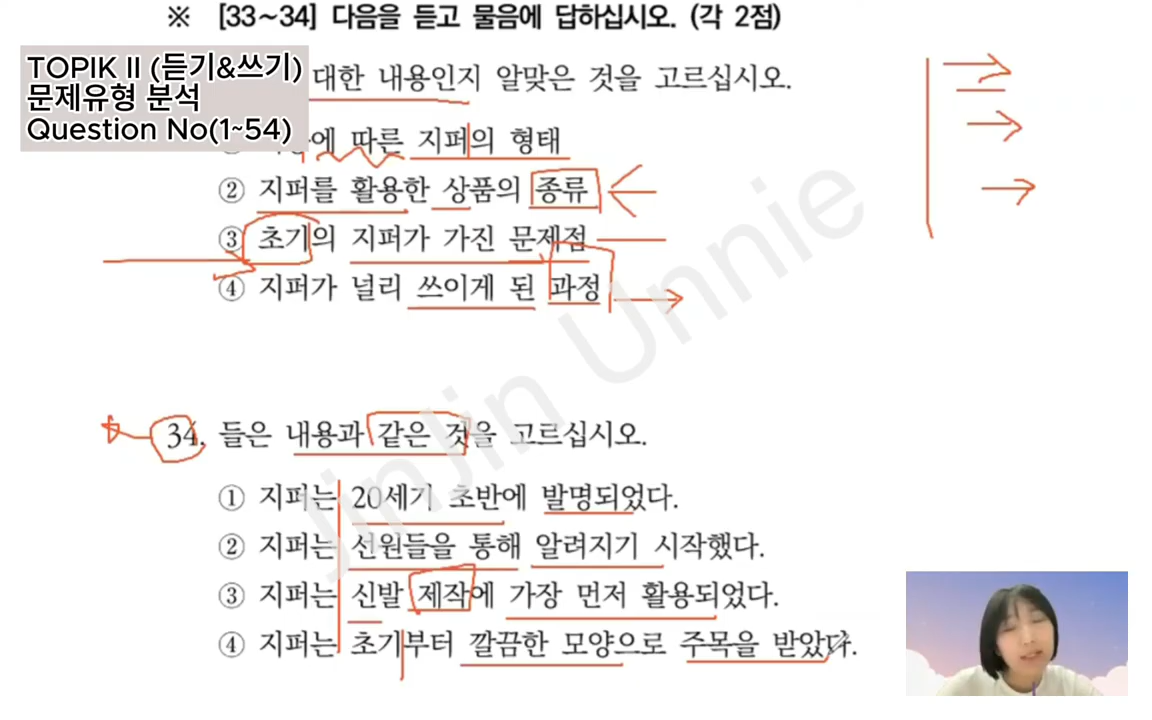 ※ [33~34] 다음을 듣고 물음에 답하십시오. (각 2점)
TOPIK II (듣기&쓰기)
문제유형 분석
Question No(1~54)
대한 내용인지 알맞은 것을 고르십시오.
에 따른 지퍼의 형태
② 지퍼를 활용한 상품의 종류
③ 초기의 지퍼가 가진 문제점
④ 지퍼가 널리 쓰이게 된 과정
34. 들은 내용과 같은 것을 고르십시오.
① 지퍼는 20세기 초반에 발명되었다.
② 지퍼는 선원들을 통해 알려지기 시작했다.
③ 지퍼는 신발 제작에 가장 먼저 활용되었다.
④ 지퍼는 초기부터 깔끔한 모양으로 주목을 받았다.
JinJin Unnie